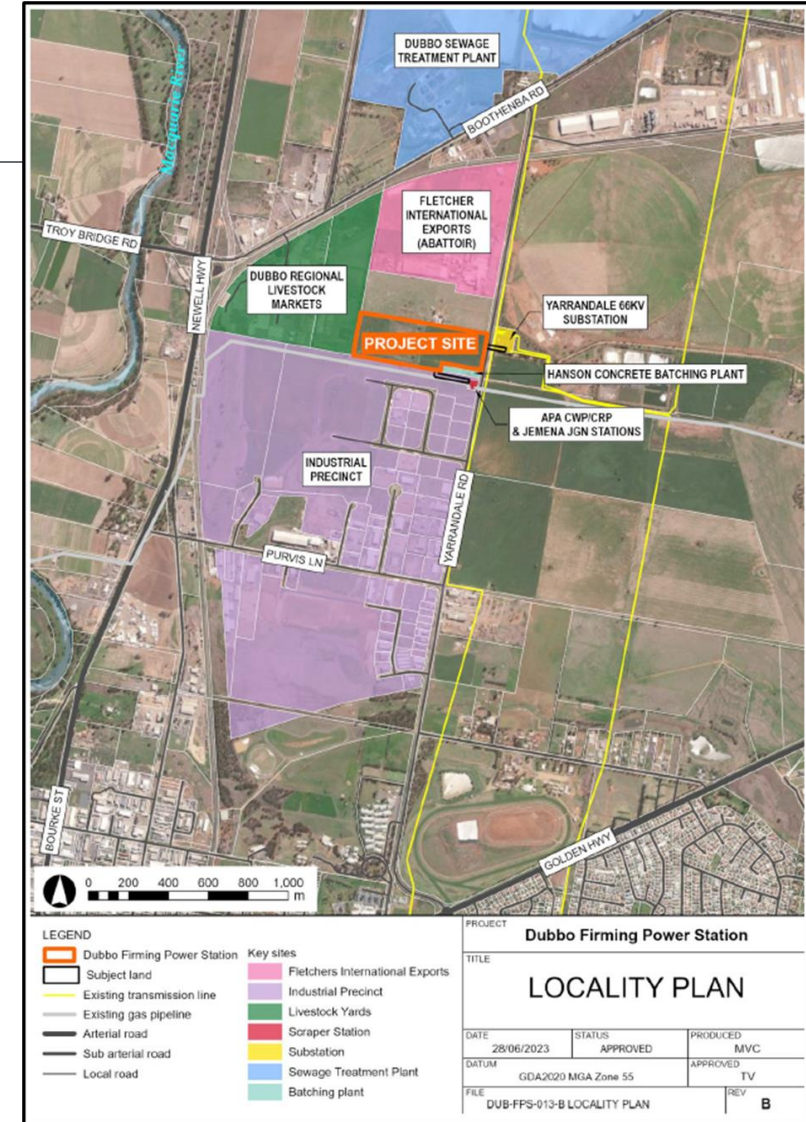 DUBBO SEWAGE
TREATMENT PLANT
BOOTHENBA RD
Macquarie River
FLETCHER
INTERNATIONAL
EXPORTS
(ABATTOIR)
TROY BRIDGE RD
NEWELL HWY
DUBBO REGIONAL
LIVESTOCK
MARKETS
YARRANDALE 66KV
SUBSTATION
PROJECT SITE
HANSON CONCRETE BATCHING PLANT
APA CWP/CRP
& JEMENA JGN STATIONS
INDUSTRIAL
PRECINCT
YARRANDALE RD
PURVIS LN
BOURKE ST
GOLDEN HWY
0 200 400 600 800 1,000
m
LEGEND
Dubbo Firming Power Station
Subject land
Existing transmission line
Existing gas pipeline
Arterial road
Sub arterial road
Local road
Key sites
Fletchers International Exports
Industrial Precinct
Livestock Yards
Scraper Station
Substation
Sewage Treatment Plant
Batching plant
PROJECT
Dubbo Firming Power Station
TITLE
LOCALITY PLAN
DATE
28/06/2023
STATUS
APPROVED
PRODUCED
MVC
DATUM
GDA2020 MGA Zone 55
APPROVED
TV
FILE
DUB-FPS-013-B LOCALITY PLAN
REV
B